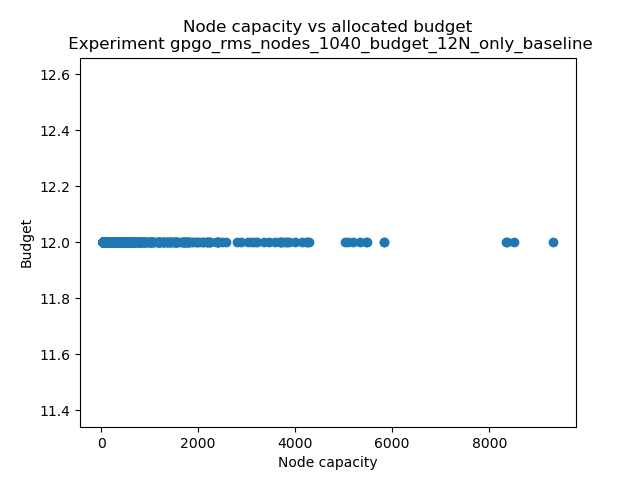 Node capacity vs allocated budget
Experiment gpgo_rms_nodes_1040_budget_12N_only_baseline
12.6
12.4
12.2
12.0
11.8
11.6
11.4
Budget
0 2000 4000 6000 8000
Node capacity